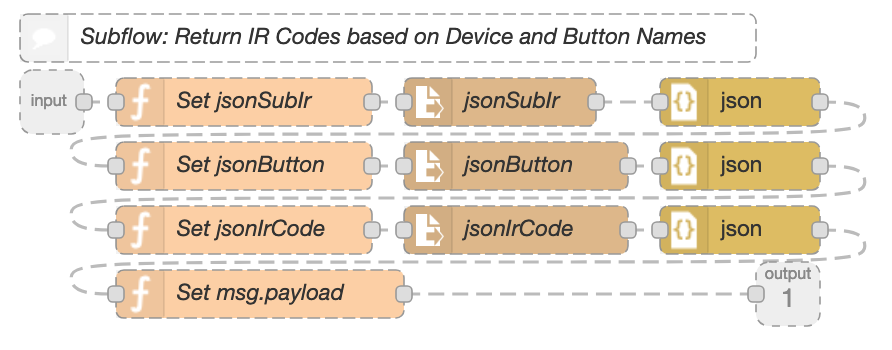 Subflow: Return IR Codes based on Device and Button Names
input
Set jsonSubIr
jsonSubIr
json
Set jsonButton
jsonButton
json
Set jsonIrCode
jsonIrCode
json
Set msg.payload
output
1